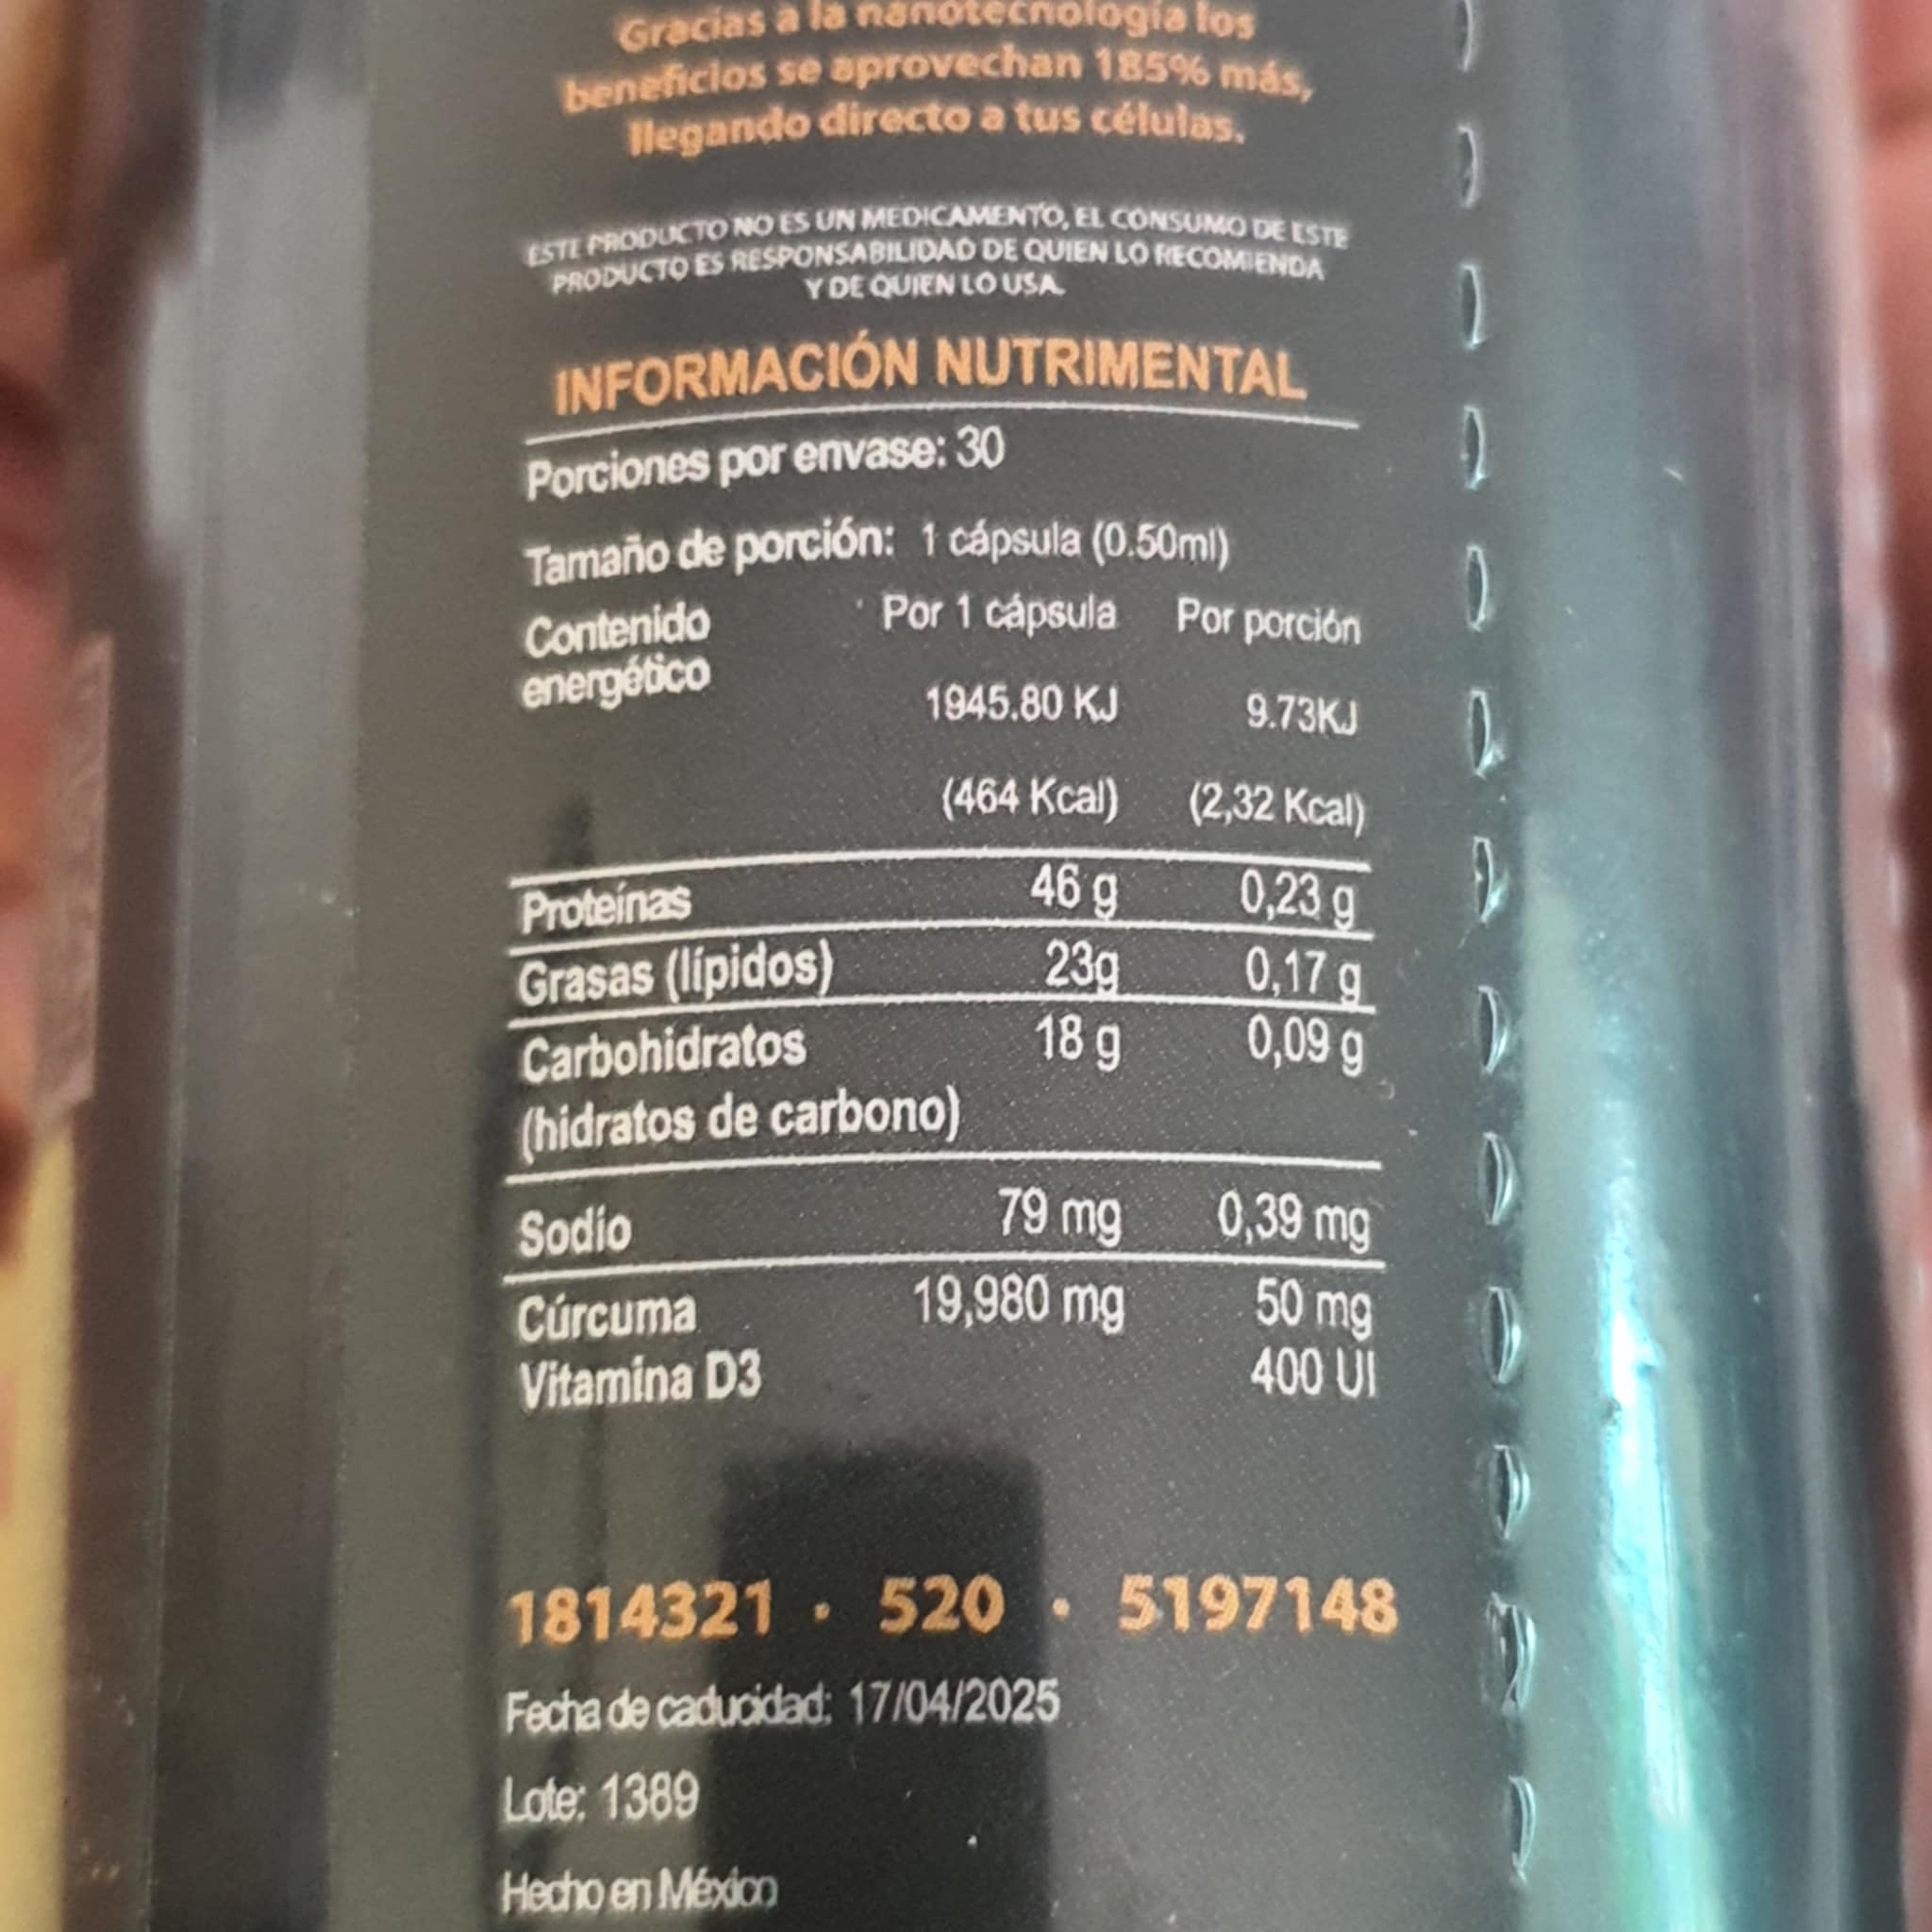 Gracias a la nanotecnología los
beneficios se aprovechan 185% más,
llegando directo a tus células.
ESTE PRODUCTO NO ES UN MEDICAMENTO, EL CONSUMO DE ESTE
PRODUCTO ES RESPONSABILIDAD DE QUIEN LO RECOMIENDA
Y DE QUIEN LO USA.
INFORMACIÓN NUTRIMENTAL
Porciones por envase: 30
Tamaño de porción: 1 cápsula (0.50ml)
Contenido Por 1 cápsula Por porción
energético
1945.80 KJ 9.73KJ
(464 Kcal) (2,32 Kcal)
Proteínas 46 g 0,23 g
Grasas (lípidos) 23g 0,17 g
Carbohidratos 18 g 0,09 g
(hidratos de carbono)
Sodio 79 mg 0,39 mg
Cúrcuma 19,980 mg 50 mg
Vitamina D3 400 UI
1814321 · 520 · 5197148
Fecha de caducidad: 17/04/2025
Lote: 1389
Hecho en México